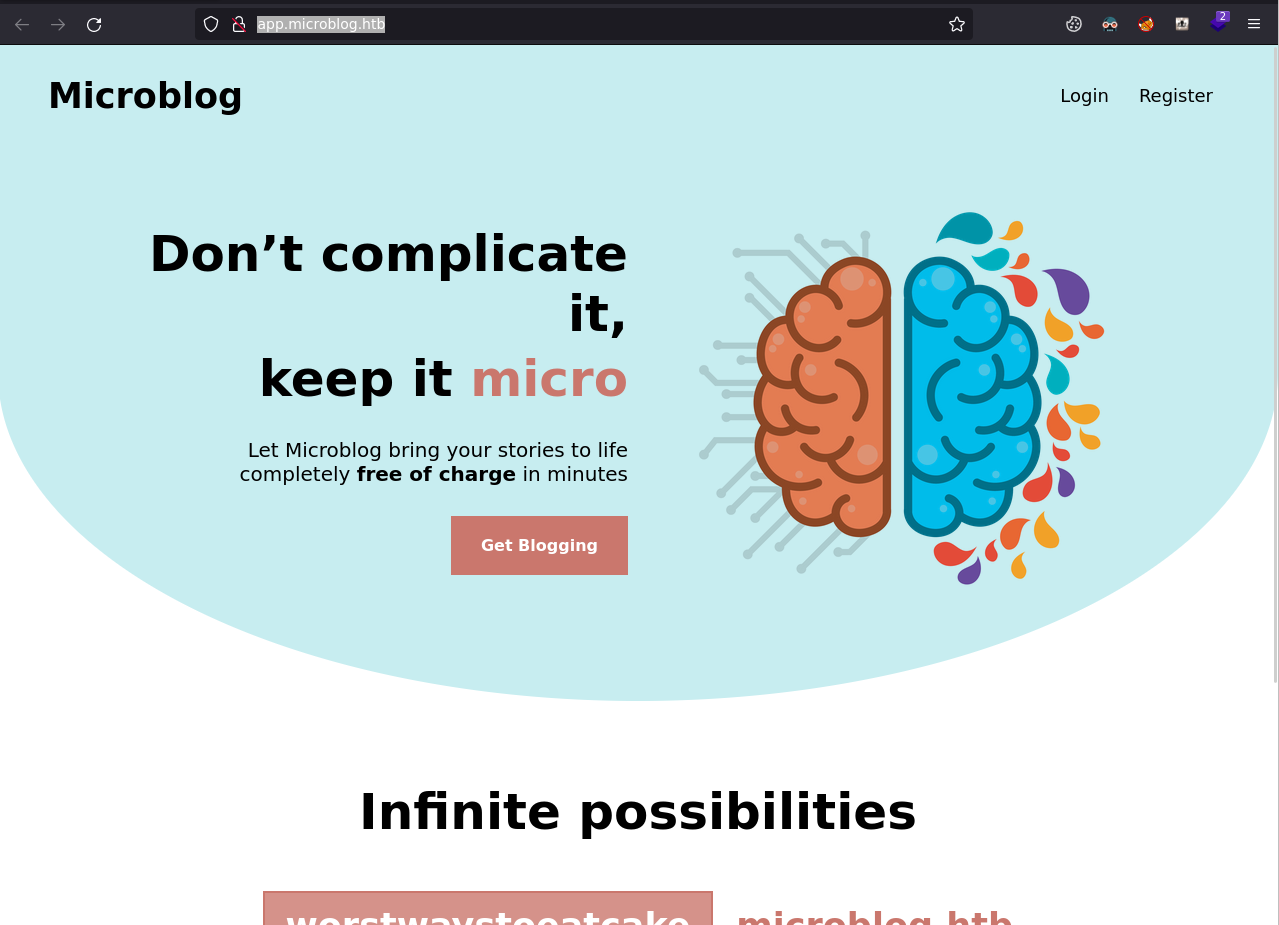 app.microblog.htb
2
Microblog
Login
Register
Don’t complicate
it,
keep it micro
Let Microblog bring your stories to life
completely free of charge in minutes
Get Blogging
Infinite possibilities
worstwaystoeatcake
microblog.htb